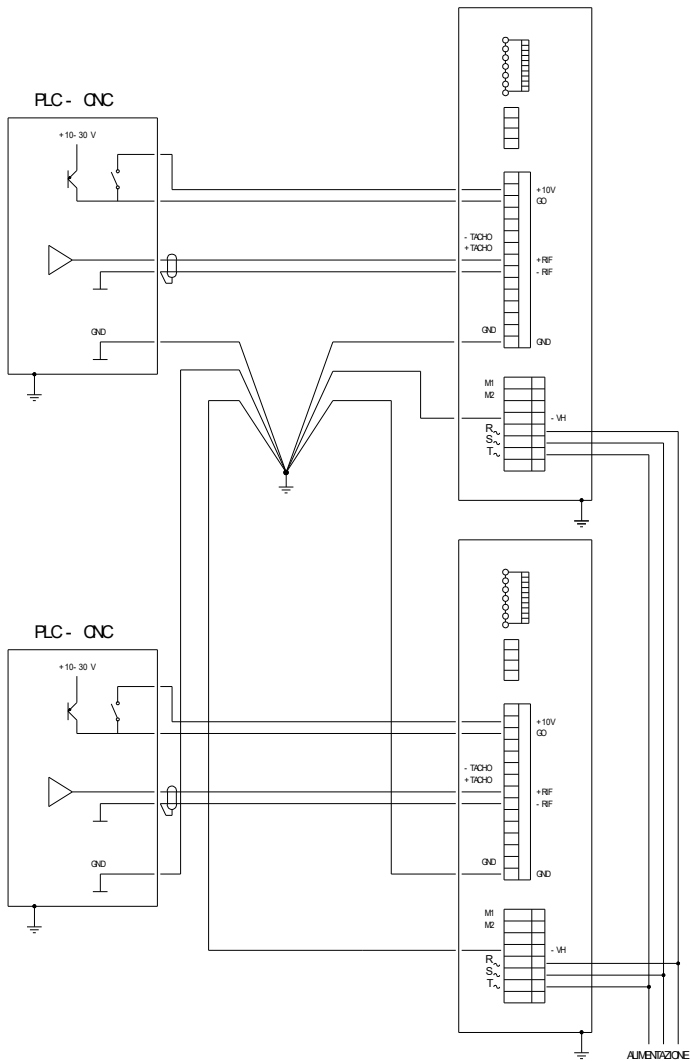 PLC - CNC
+10- 30 V
+10V
GO
- TACHO
+TACHO
+RIF
- RIF
GND
GND
GND
M1
M2
- VH
R~
S~
T~
PLC - CNC
+10- 30 V
+10V
GO
- TACHO
+TACHO
+RIF
- RIF
GND
GND
GND
M1
M2
- VH
R~
S~
T~
ALIMENTAZIONE